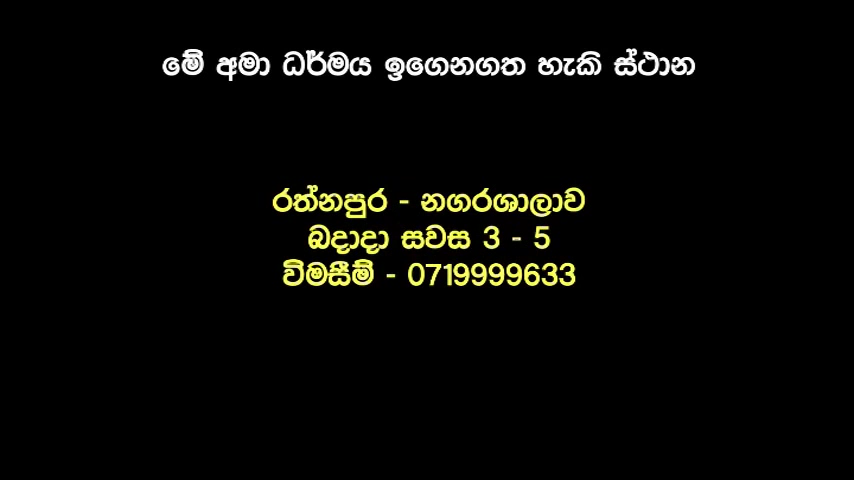 මේ අමා ධර්මය ඉගෙනගත හැකි ස්ථාන
රත්නපුර - නගරශාලාව
බදාදා සවස 3 - 5
විමසීම් - 0719999633